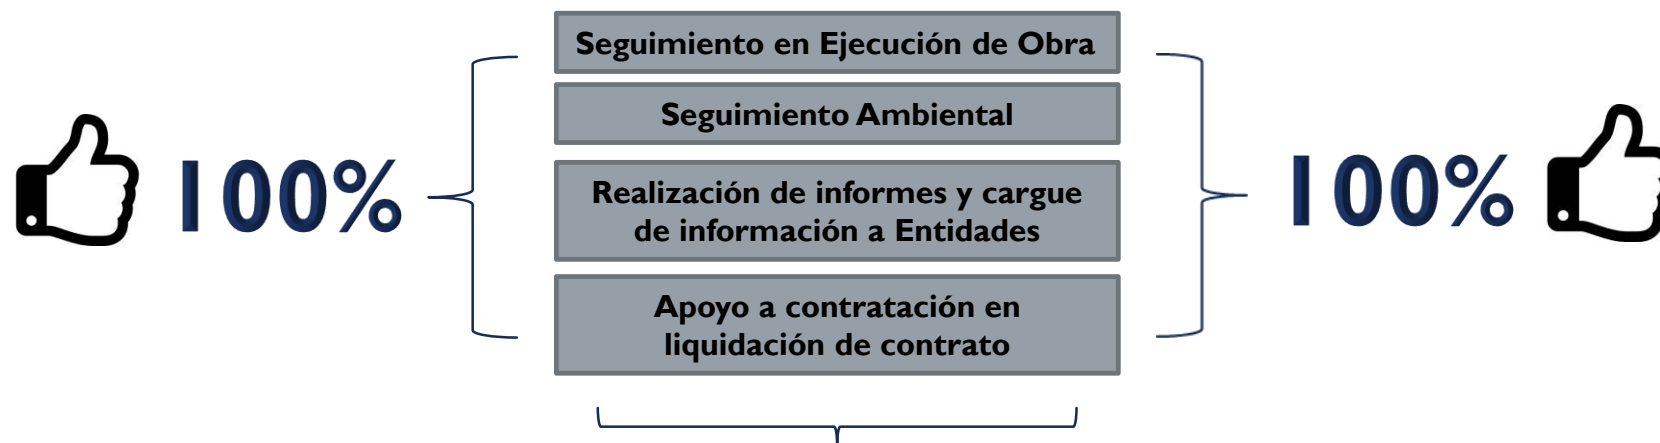 Seguimiento en Ejecución de Obra
Seguimiento Ambiental
100%
Realización de informes y cargue
de información a Entidades
100%
Apoyo a contratación en
liquidación de contrato